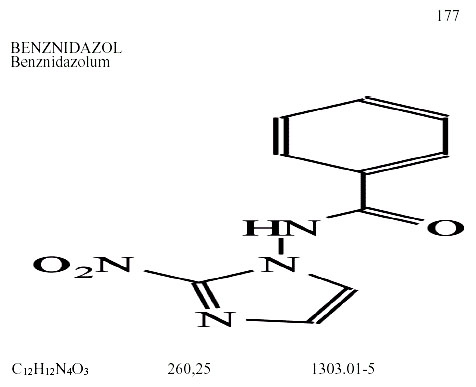 177
BENZNIDAZOL
Benznidazolum
HN
O
O₂N
N
N
C₁₂H₁₂N₄O₃ 260,25 1303.01-5